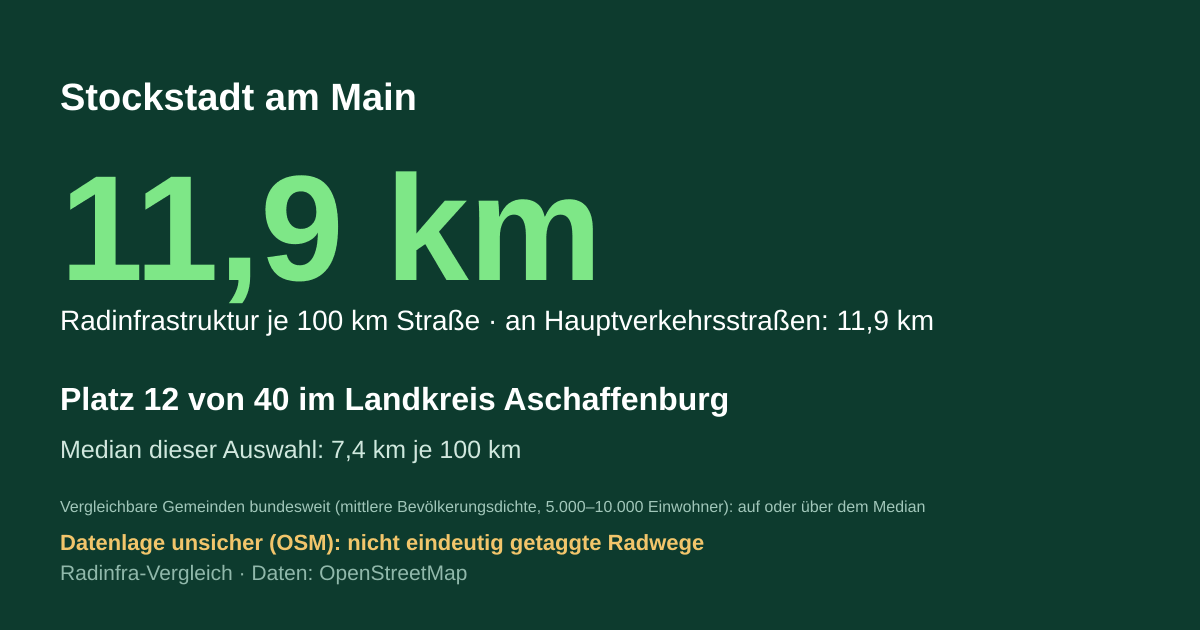 Stockstadt am Main
11,9 km
Radinfrastruktur je 100 km Straße · an Hauptverkehrsstraßen: 11,9 km
Platz 12 von 40 im Landkreis Aschaffenburg
Median dieser Auswahl: 7,4 km je 100 km
Vergleichbare Gemeinden bundesweit (mittlere Bevölkerungsdichte, 5.000–10.000 Einwohner): auf oder über dem Median
Datenlage unsicher (OSM): nicht eindeutig getaggte Radwege
Radinfra-Vergleich · Daten: OpenStreetMap